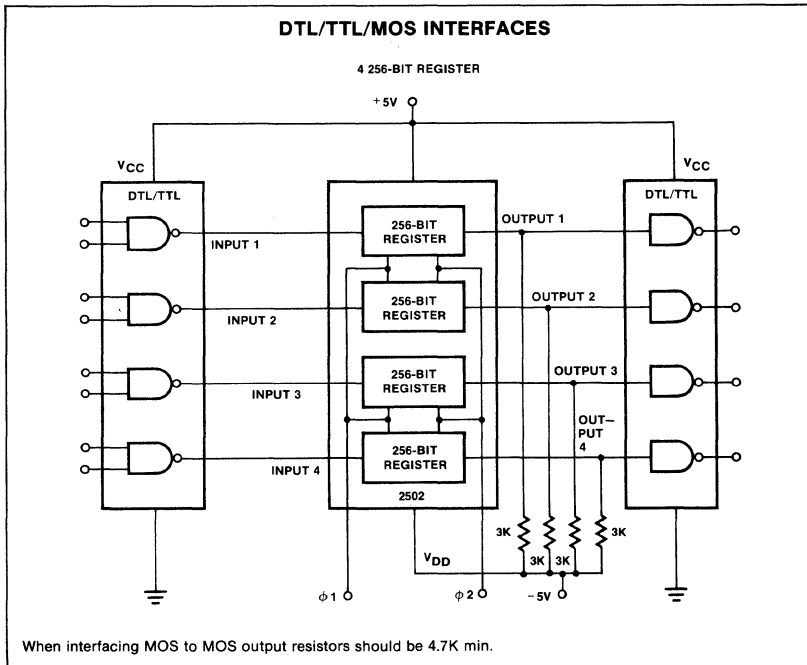 DTL/TTL/MOS INTERFACES
4 256-BIT REGISTER
+5V
VCC
VCC
DTL/TTL
DTL/TTL
256-BIT
REGISTER
OUTPUT 1
INPUT 1
256-BIT
REGISTER
OUTPUT 2
INPUT 2
256-BIT
REGISTER
OUTPUT 3
INPUT 3
OUT–
PUT
4
256-BIT
REGISTER
INPUT 4
2502
3K
3K
3K
3K
VDD
ϕ1
ϕ2
–5V
When interfacing MOS to MOS output resistors should be 4.7K min.